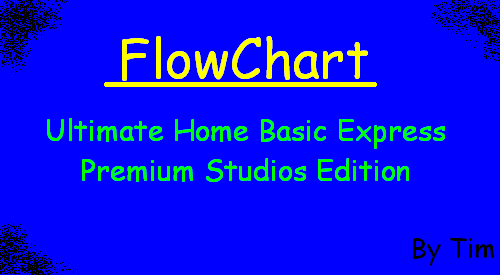 FlowChart
Ultimate Home Basic Express
Premium Studios Edition
By Tim